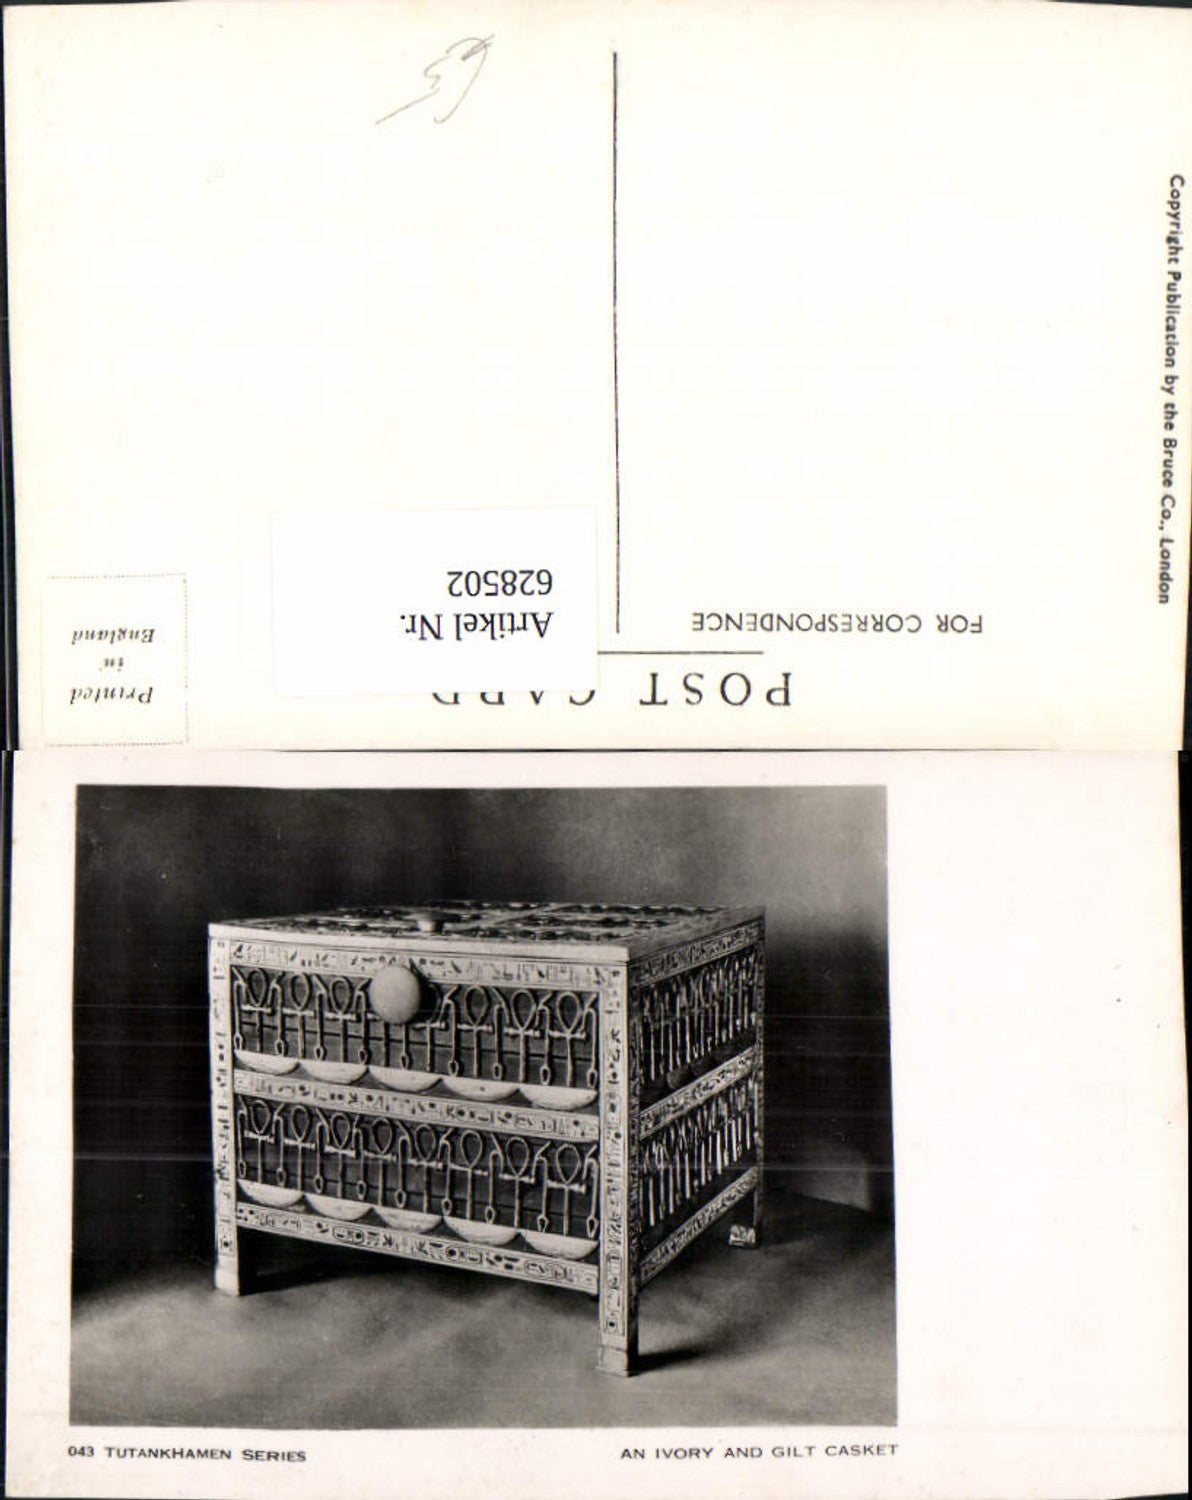 POST CARD
FOR CORRESPONDENCE
Printed
in
England
Artikel Nr.
628502
Copyright Publication by the Bruce Co., London
59
043 TUTANKHAMEN SERIES
AN IVORY AND GILT CASKET